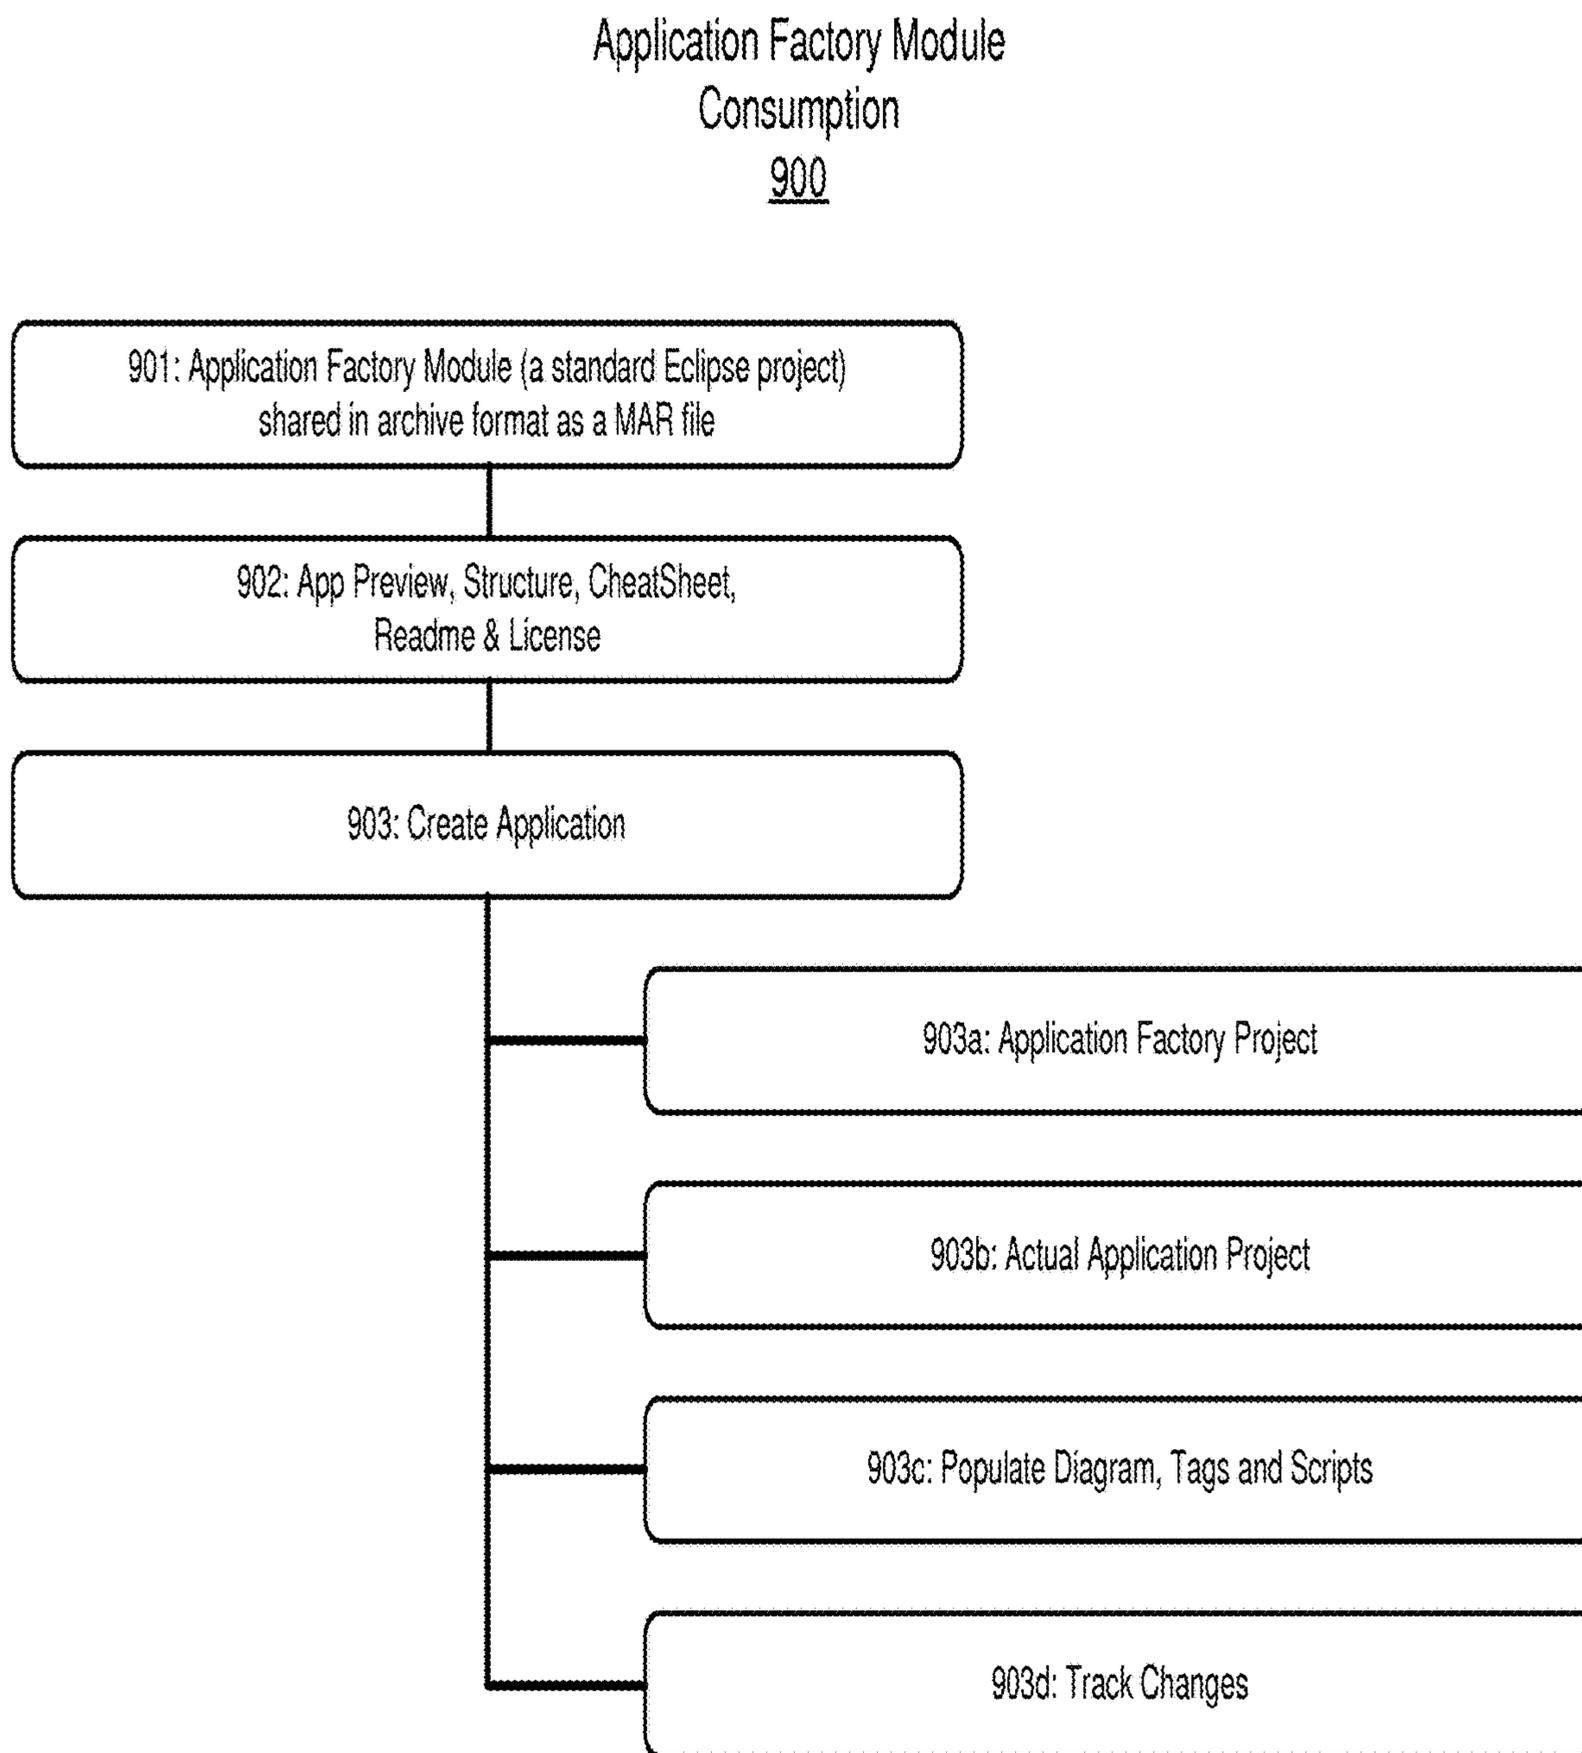 Application Factory Module
Consumption
900
901: Application Factory Module (a standard Eclipse project)
shared in archive format as a MAR file
902: App Preview, Structure, CheatSheet,
Readme & License
903: Create Application
903a: Application Factory Project
903b: Actual Application Project
903c: Populate Diagram, Tags and Scripts
903d: Track Changes